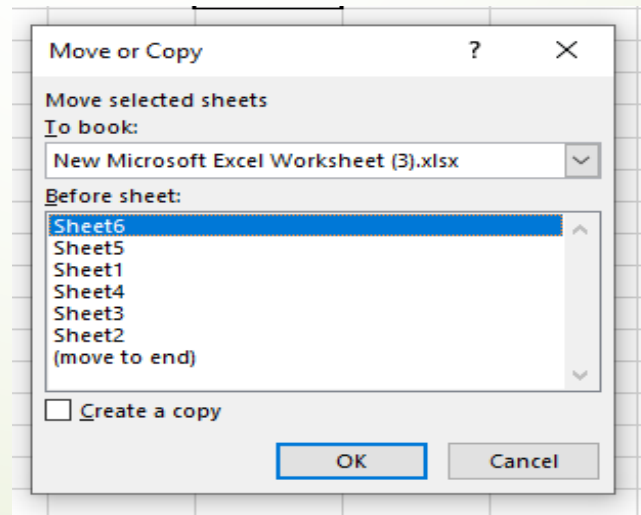 Move or Copy ?
Move selected sheets
To book:
New Microsoft Excel Worksheet (3).xlsx
Before sheet:
Sheet6
Sheet5
Sheet1
Sheet4
Sheet3
Sheet2
(move to end)
Create a copy
OK Cancel